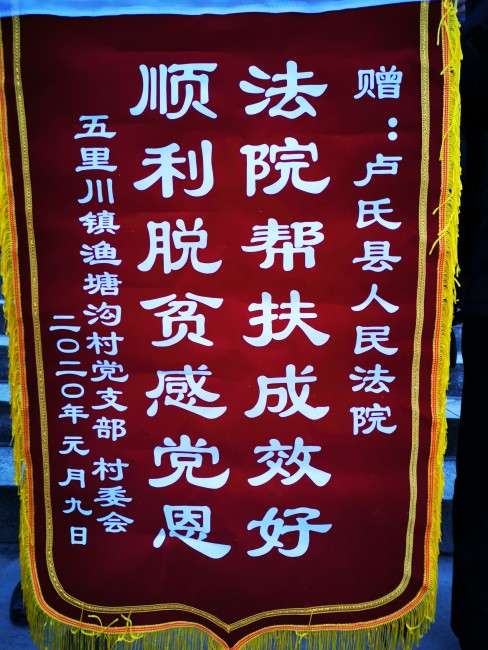 赠：卢氏县人民法院
法院帮扶成效好
顺利脱贫感党恩
五里川镇渔塘沟村党支部 村委会
二〇二〇年元月九日